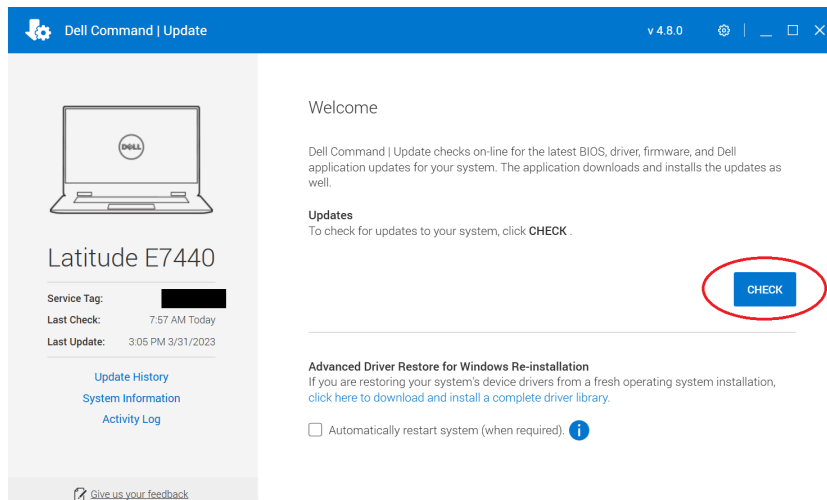 Dell Command | Update
v 4.8.0
DELL
Latitude E7440
Service Tag:
Last Check: 7:57 AM Today
Last Update: 3:05 PM 3/31/2023
Update History
System Information
Activity Log
Give us your feedback
Welcome
Dell Command | Update checks on-line for the latest BIOS, driver, firmware, and Dell
application updates for your system. The application downloads and installs the updates as
well.
Updates
To check for updates to your system, click CHECK .
CHECK
Advanced Driver Restore for Windows Re-installation
If you are restoring your system's device drivers from a fresh operating system installation,
click here to download and install a complete driver library.
Automatically restart system (when required).